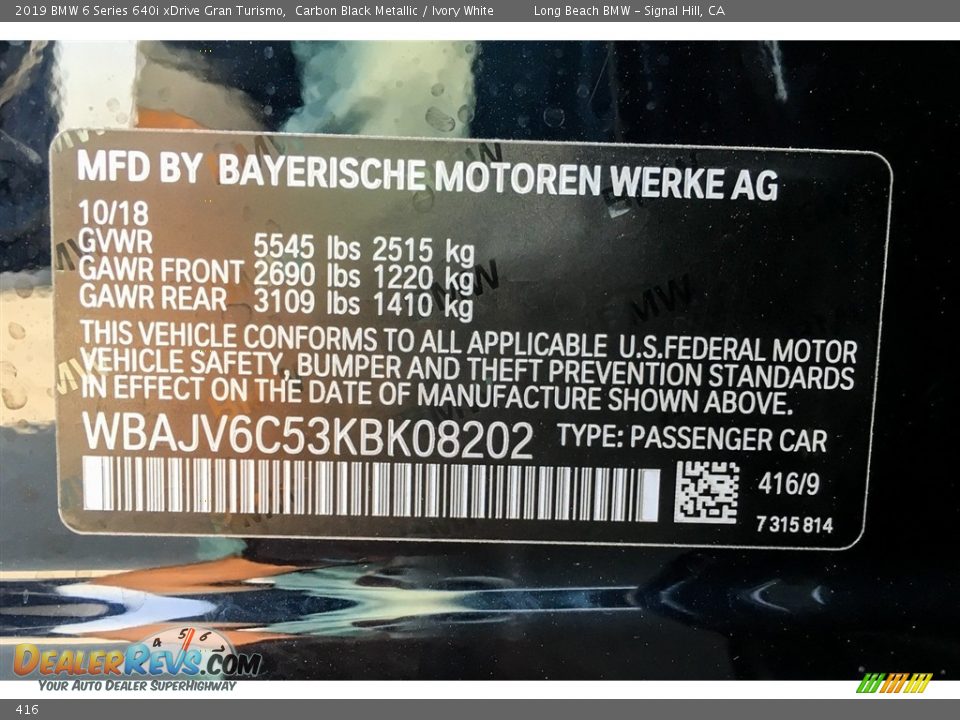 2019 BMW 6 Series 640i xDrive Gran Turismo, Carbon Black Metallic / Ivory White Long Beach BMW - Signal Hill, CA
MFD BY BAYERISCHE MOTOREN WERKE AG
10/18
GVWR 5545 lbs 2515 kg
GAWR FRONT 2690 lbs 1220 kg
GAWR REAR 3109 lbs 1410 kg
THIS VEHICLE CONFORMS TO ALL APPLICABLE U.S.FEDERAL MOTOR
VEHICLE SAFETY, BUMPER AND THEFT PREVENTION STANDARDS
IN EFFECT ON THE DATE OF MANUFACTURE SHOWN ABOVE.
WBAJV6C53KBK08202 TYPE: PASSENGER CAR
416/9
7 315 814
4 5 6
DEALERREVS.COM
YOUR AUTO DEALER SUPERHIGHWAY
416